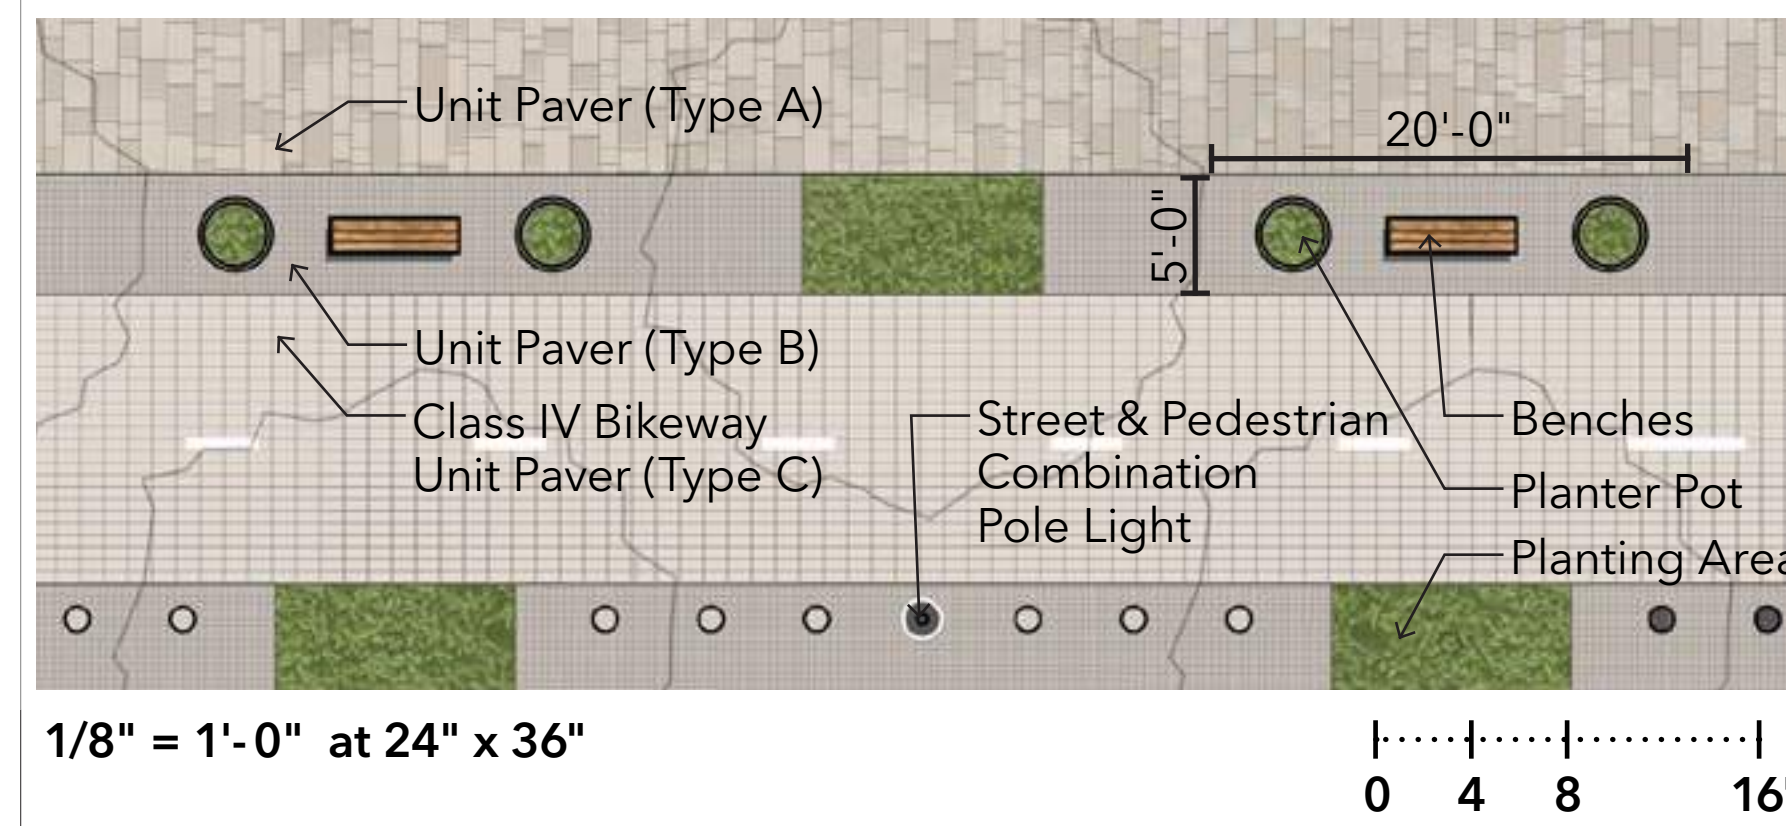 Unit Paver (Type A)
20'-0"
5'-0"
Unit Paver (Type B)
Class IV Bikeway
Unit Paver (Type C)
Street & Pedestrian
Combination
Pole Light
Benches
Planter Pot
Planting Area
1/8" = 1'-0" at 24" x 36"
0 4 8 16'